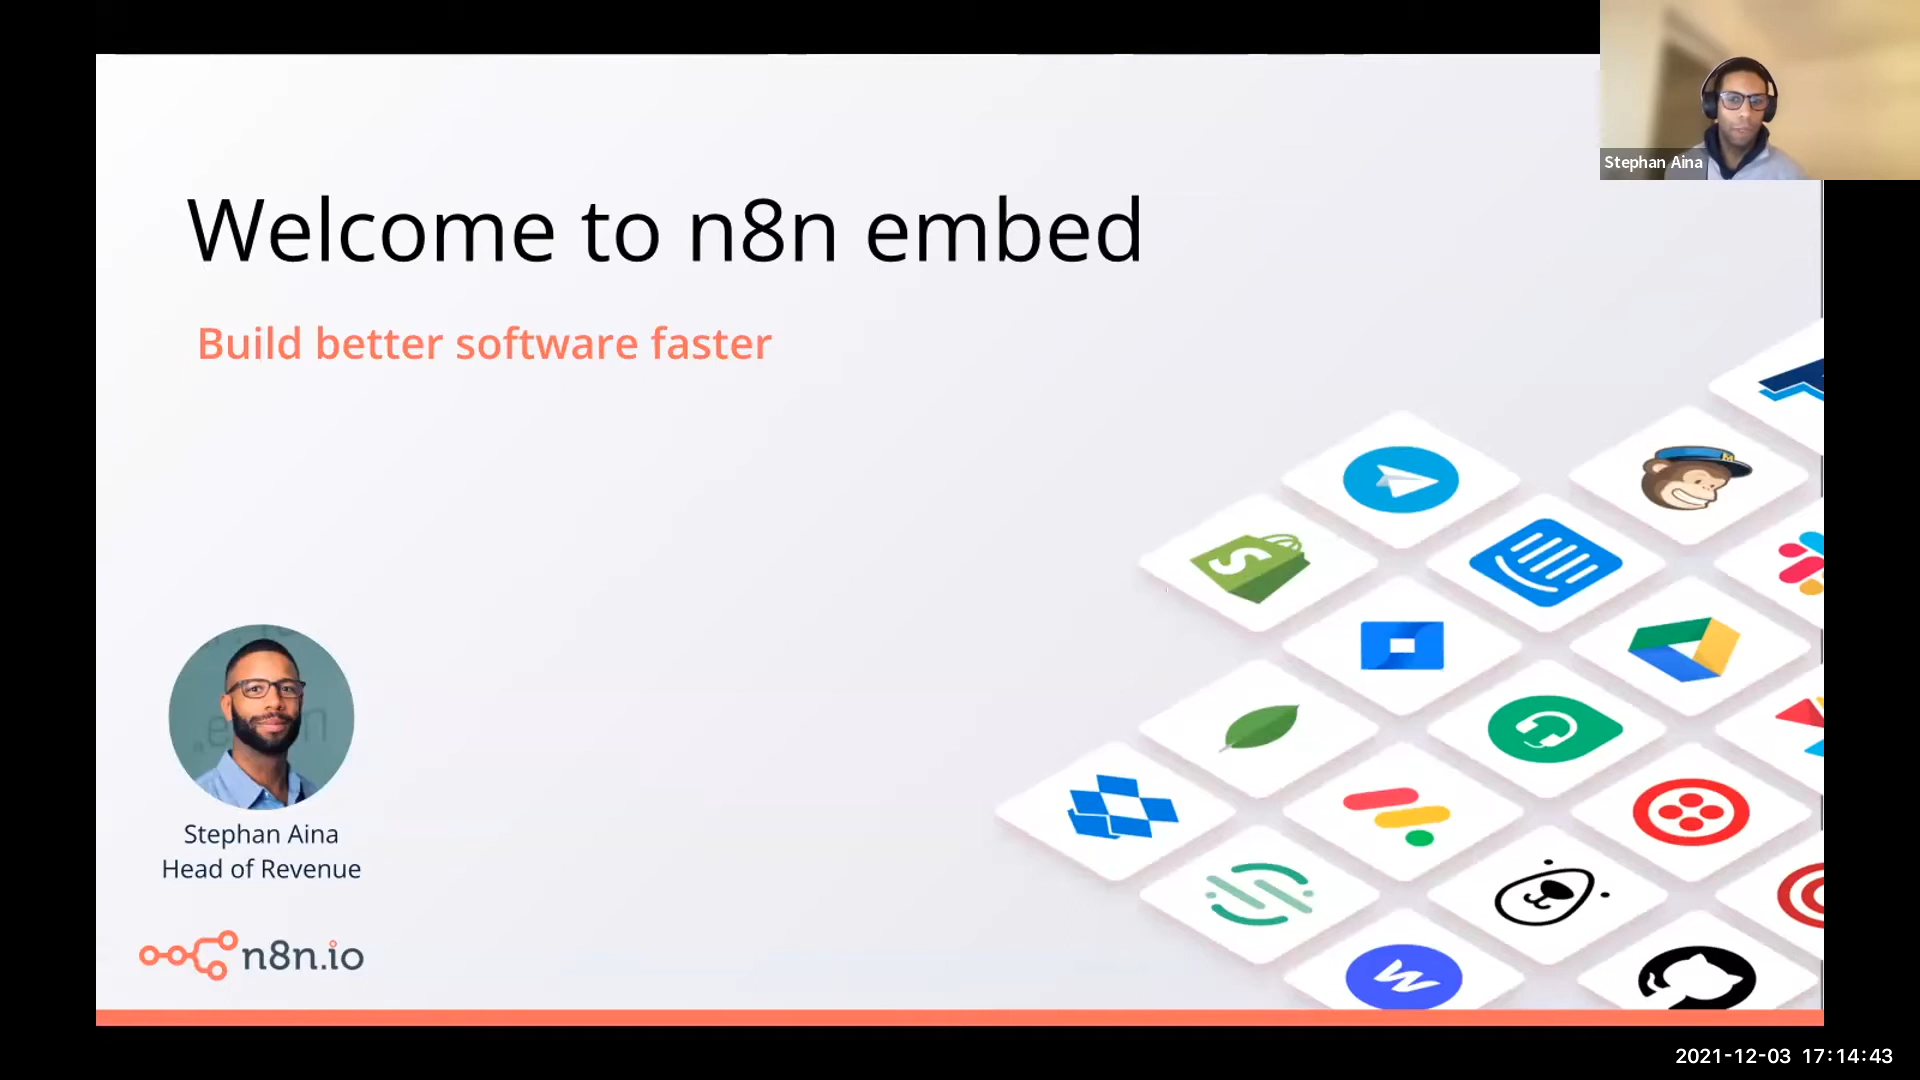 Stephan Aina
Welcome to n8n embed
Build better software faster
Stephan Aina
Head of Revenue
n8n.io
2021-12-03 17:14:43